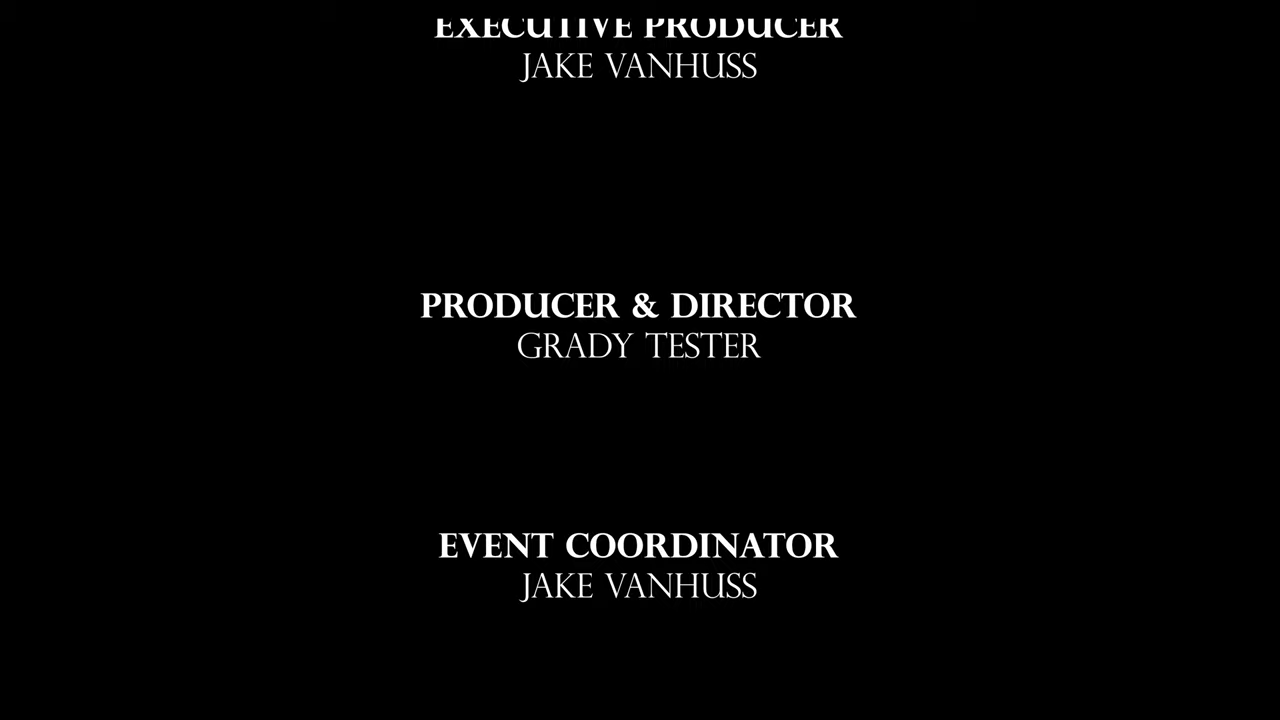 EXECUTIVE PRODUCER
JAKE VANHUSS
PRODUCER & DIRECTOR
GRADY TESTER
EVENT COORDINATOR
JAKE VANHUSS